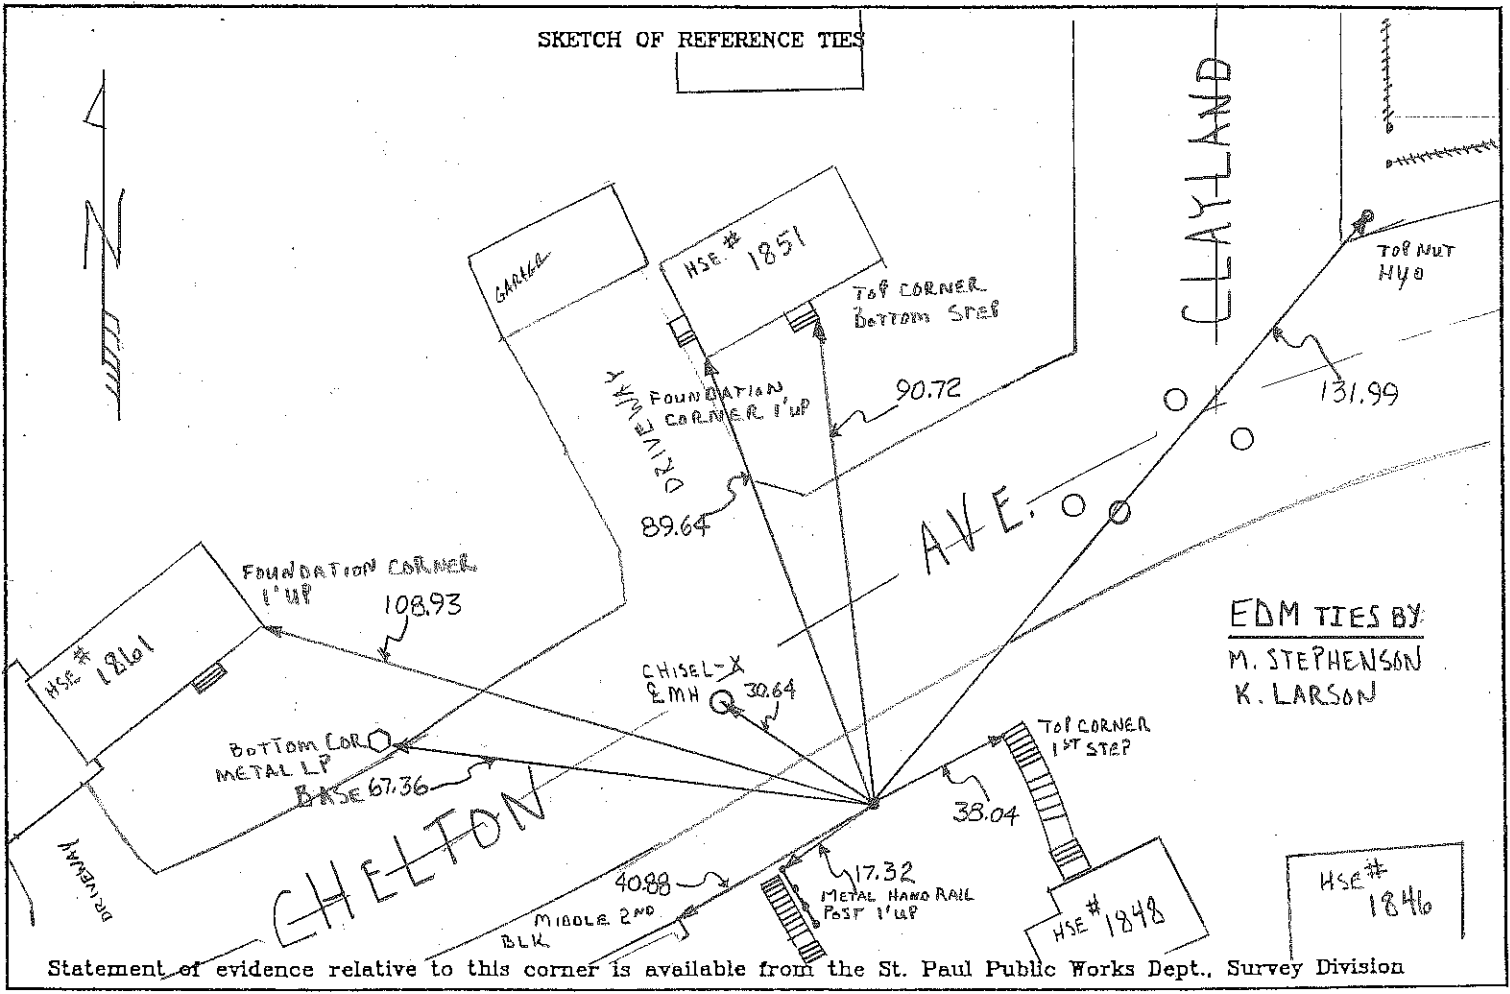 SKETCH OF REFERENCE TIES
N
CLAYLAND
GARAGE
HSE. # 1851
TOP CORNER
BOTTOM STEP
TOP NUT
HYD
DRIVEWAY
FOUNDATION
CORNER 1'UP
90.72
131.99
89.64
AVE.
FOUNDATION CORNER
1'UP
108.93
HSE # 1861
EDM TIES BY:
M. STEPHENSON
K. LARSON
CHISEL-X
℄ MH
30.64
BOTTOM COR
METAL LP
BASE 67.36
TOP CORNER
1ST STEP
38.04
CHELTON
DRIVEWAY
40.88
17.32
METAL HAND RAIL
POST 1'UP
MIDDLE 2ND
BLK
HSE # 1848
HSE #
1846
Statement of evidence relative to this corner is available from the St. Paul Public Works Dept., Survey Division